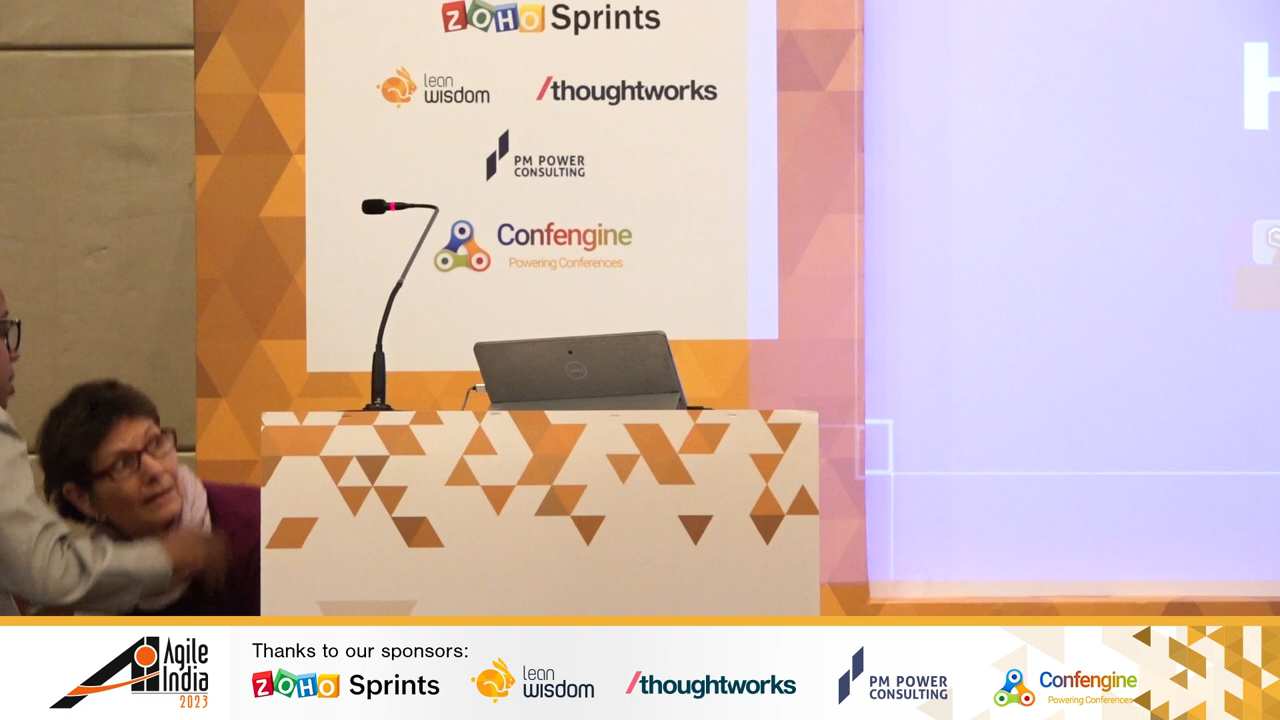 ZOHO Sprints
lean wisdom
/thoughtworks
PM POWER
CONSULTING
Confengine
Powering Conferences
DELL
H
Agile
India
2023
Thanks to our sponsors:
ZOHO Sprints
lean wisdom
/thoughtworks
PM POWER
CONSULTING
Confengine
Powering Conferences